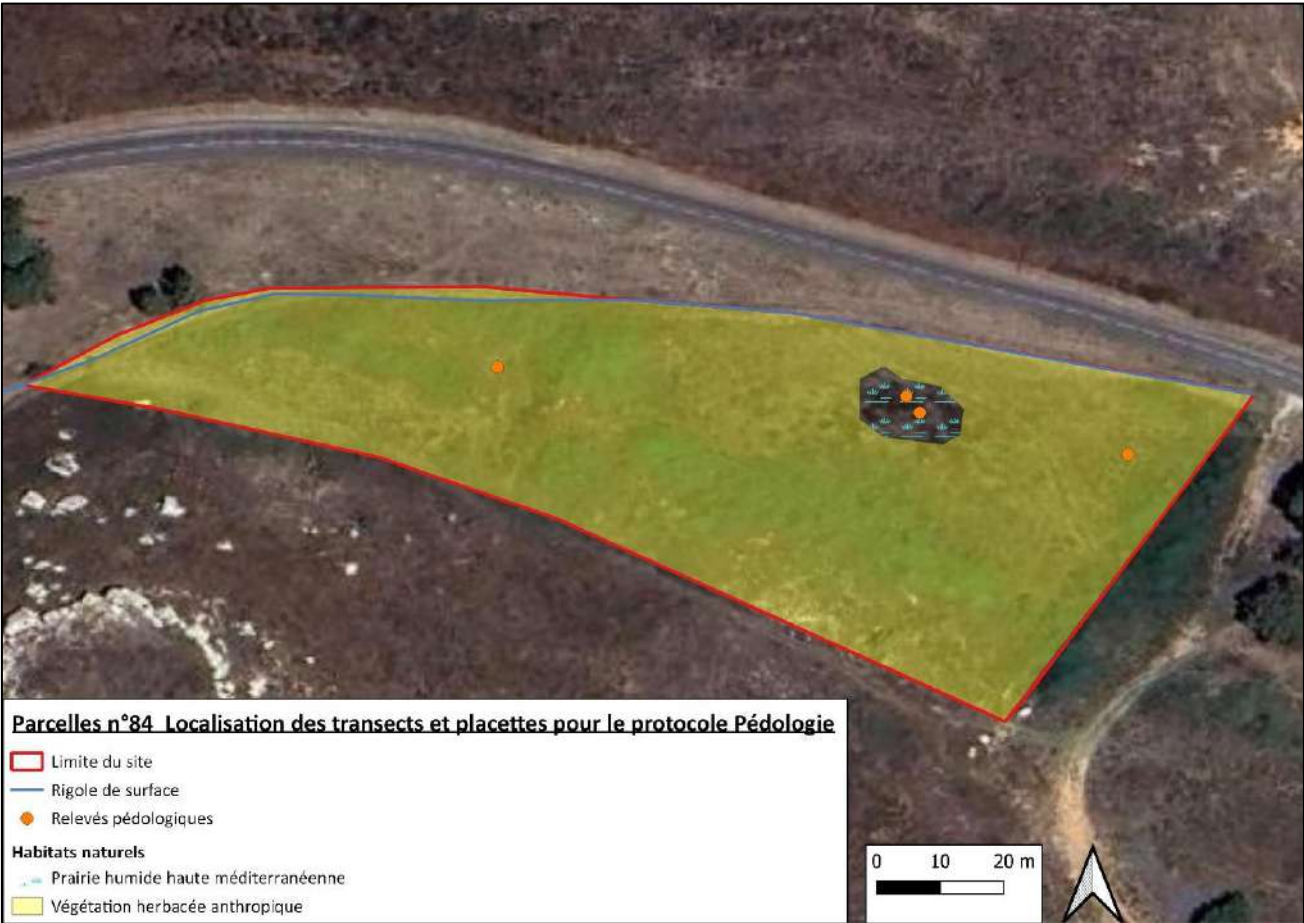 Parcelles n°84 Localisation des transects et placettes pour le protocole Pédologie
Limite du site
Rigole de surface
Relevés pédologiques
Habitats naturels
Prairie humide haute méditerranéenne
Végétation herbacée anthropique
0 10 20 m